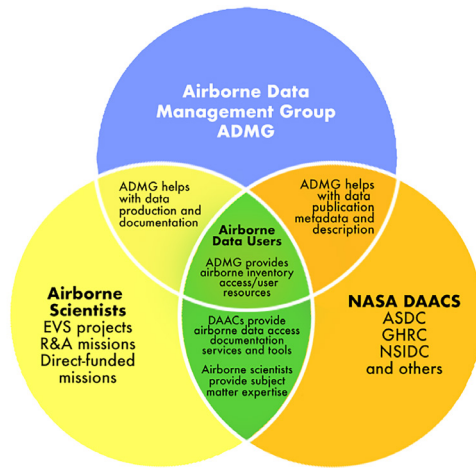 Airborne Data
Management Group
ADMG
ADMG helps
with data
production and
documentation
ADMG helps
with data
publication
metadata and
description
Airborne
Data Users
ADMG provides
airborne inventory
access/user
resources
Airborne
Scientists
EVS projects
R&A missions
Direct-funded
missions
DAACs provide
airborne data access
documentation
services and tools
Airborne scientists
provide subject
matter expertise
NASA DAACS
ASDC
GHRC
NSIDC
and others